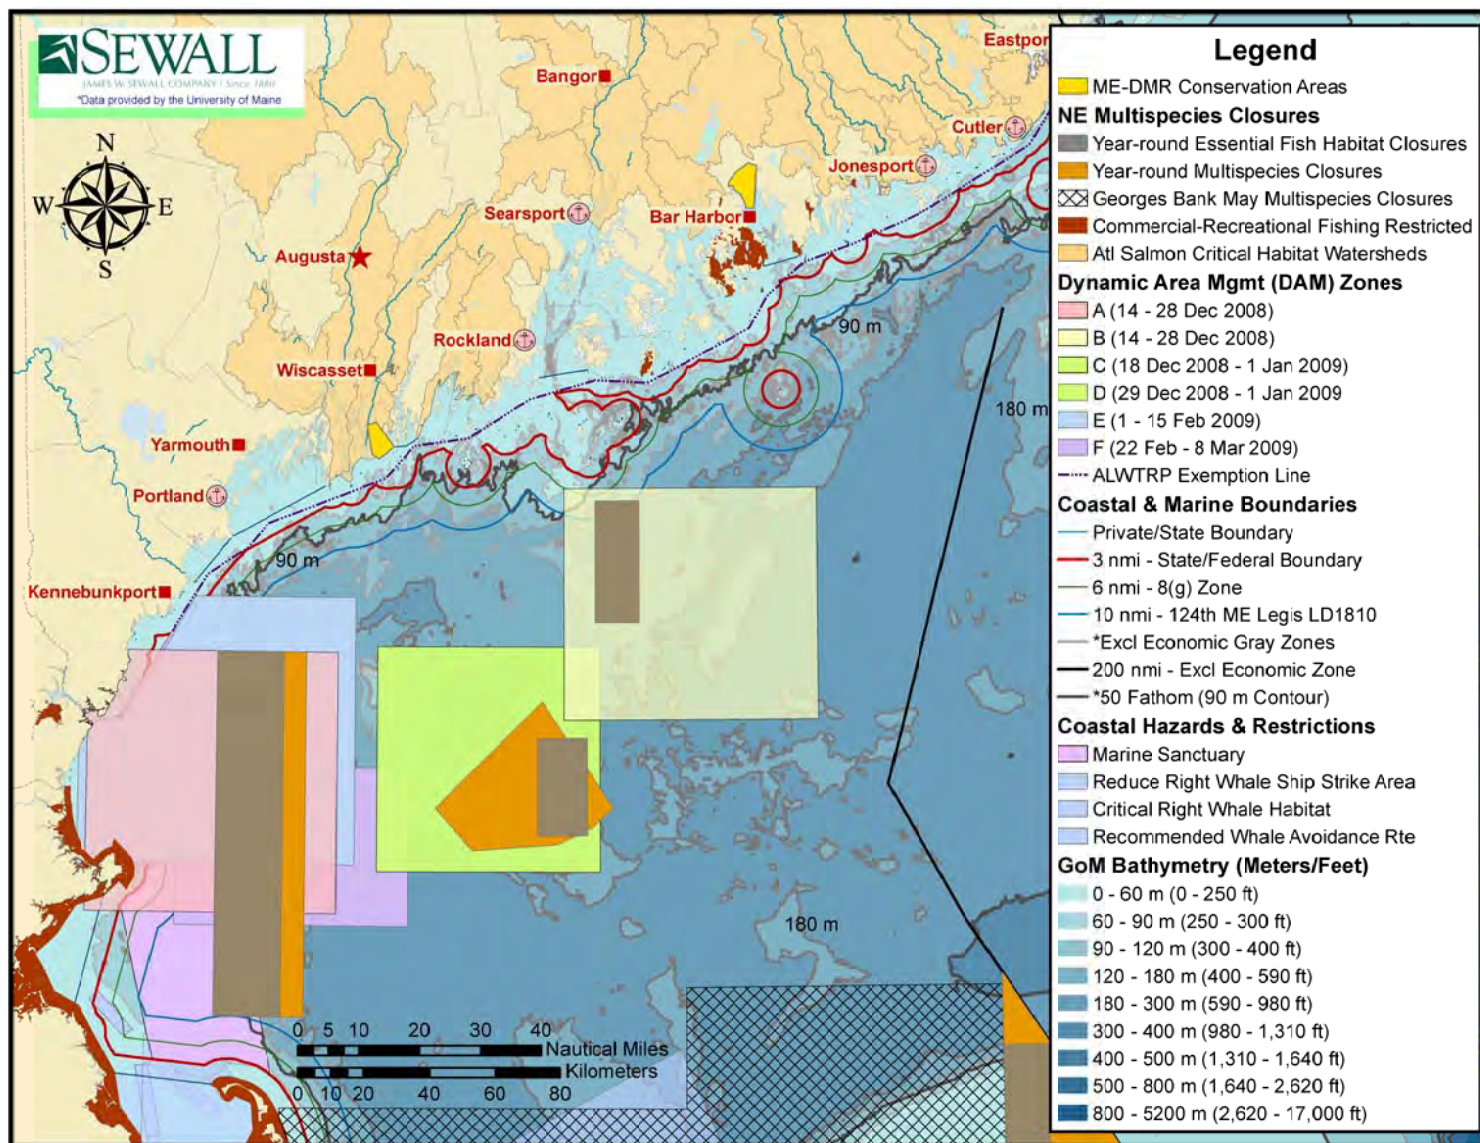 SEWALL
JAMES W. SEWALL COMPANY | Since 1880
*Data provided by the University of Maine
N
W E
S
Bangor
Eastpor
Cutler
Jonesport
Searsport
Bar Harbor
Augusta
Rockland
Wiscasset
Yarmouth
Portland
Kennebunkport
90 m
90 m
180 m
180 m
0 5 10 20 30 40
Nautical Miles
Kilometers
0 10 20 40 60 80
Legend
ME-DMR Conservation Areas
NE Multispecies Closures
Year-round Essential Fish Habitat Closures
Year-round Multispecies Closures
Georges Bank May Multispecies Closures
Commercial-Recreational Fishing Restricted
Atl Salmon Critical Habitat Watersheds
Dynamic Area Mgmt (DAM) Zones
A (14 - 28 Dec 2008)
B (14 - 28 Dec 2008)
C (18 Dec 2008 - 1 Jan 2009)
D (29 Dec 2008 - 1 Jan 2009
E (1 - 15 Feb 2009)
F (22 Feb - 8 Mar 2009)
ALWTRP Exemption Line
Coastal & Marine Boundaries
Private/State Boundary
3 nmi - State/Federal Boundary
6 nmi - 8(g) Zone
10 nmi - 124th ME Legis LD1810
*Excl Economic Gray Zones
200 nmi - Excl Economic Zone
*50 Fathom (90 m Contour)
Coastal Hazards & Restrictions
Marine Sanctuary
Reduce Right Whale Ship Strike Area
Critical Right Whale Habitat
Recommended Whale Avoidance Rte
GoM Bathymetry (Meters/Feet)
0 - 60 m (0 - 250 ft)
60 - 90 m (250 - 300 ft)
90 - 120 m (300 - 400 ft)
120 - 180 m (400 - 590 ft)
180 - 300 m (590 - 980 ft)
300 - 400 m (980 - 1,310 ft)
400 - 500 m (1,310 - 1,640 ft)
500 - 800 m (1,640 - 2,620 ft)
800 - 5200 m (2,620 - 17,000 ft)